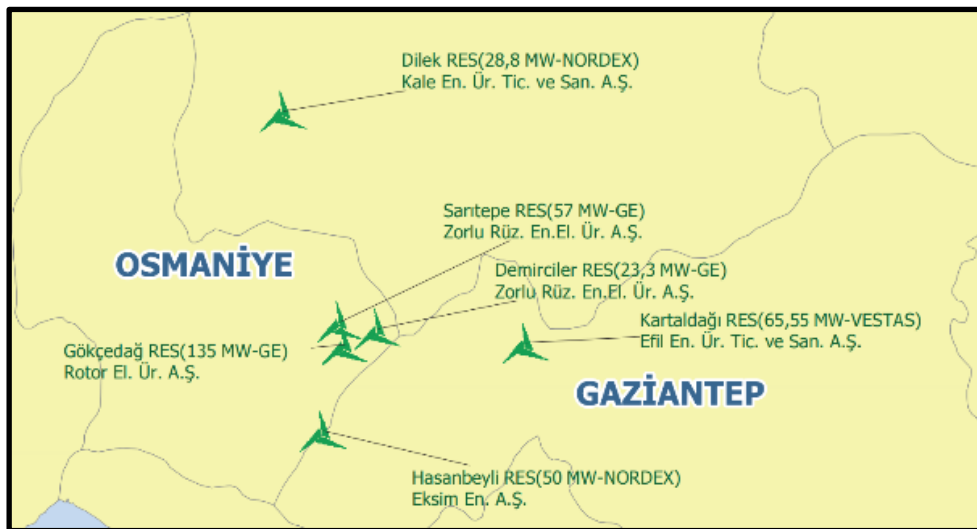 Dilek RES(28,8 MW-NORDEX)
Kale En. Ür. Tic. ve San. A.Ş.
Sarıtepe RES(57 MW-GE)
Zorlu Rüz. En.El. Ür. A.Ş.
OSMANİYE
Demirciler RES(23,3 MW-GE)
Zorlu Rüz. En.El. Ür. A.Ş.
Kartaldağı RES(65,55 MW-VESTAS)
Efil En. Ür. Tic. ve San. A.Ş.
Gökçedağ RES(135 MW-GE)
Rotor El. Ür. A.Ş.
GAZİANTEP
Hasanbeyli RES(50 MW-NORDEX)
Eksim En. A.Ş.